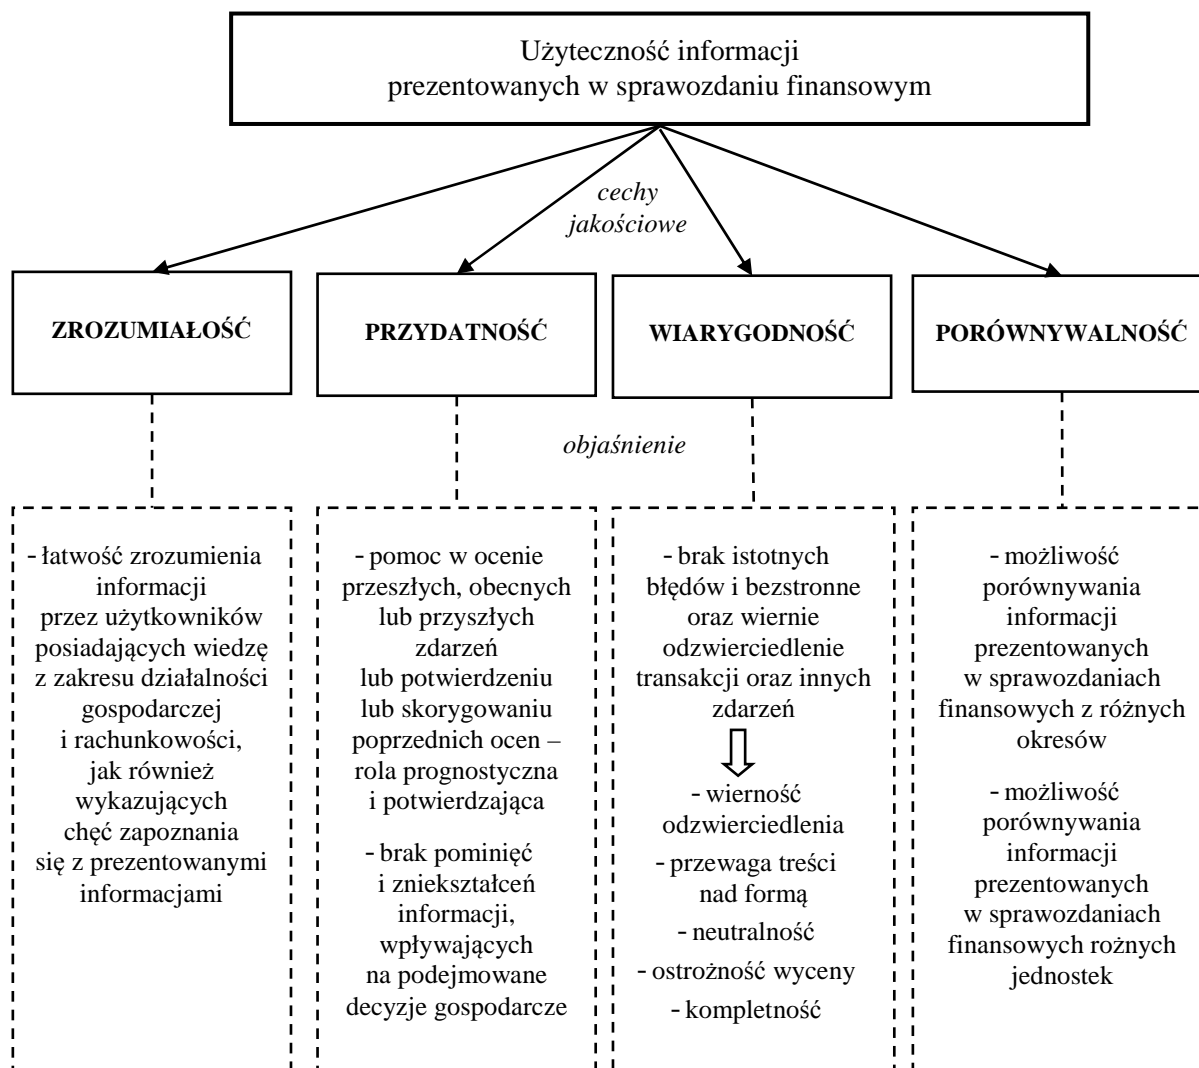 Użyteczność informacji
prezentowanych w sprawozdaniu finansowym
cechy
jakościowe
ZROZUMIAŁOŚĆ
PRZYDATNOŚĆ
WIARYGODNOŚĆ
PORÓWNYWALNOŚĆ
objaśnienie
- łatwość zrozumienia
informacji
przez użytkowników
posiadających wiedzę
z zakresu działalności
gospodarczej
i rachunkowości,
jak również
wykazujących
chęć zapoznania
się z prezentowanymi
informacjami
- pomoc w ocenie
przeszłych, obecnych
lub przyszłych
zdarzeń
lub potwierdzeniu
lub skorygowaniu
poprzednich ocen –
rola prognostyczna
i potwierdzająca
- brak pominięć
i zniekształceń
informacji,
wpływających
na podejmowane
decyzje gospodarcze
- brak istotnych
błędów i bezstronne
oraz wiernie
odzwierciedlenie
transakcji oraz innych
zdarzeń
- wierność
odzwierciedlenia
- przewaga treści
nad formą
- neutralność
- ostrożność wyceny
- kompletność
- możliwość
porównywania
informacji
prezentowanych
w sprawozdaniach
finansowych z różnych
okresów
- możliwość
porównywania
informacji
prezentowanych
w sprawozdaniach
finansowych rożnych
jednostek